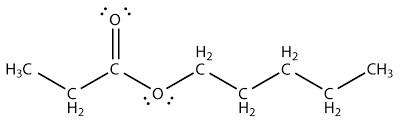 O
H₂ H₂
H₃C C C C CH₃
C O C C
H₂ H₂ H₂